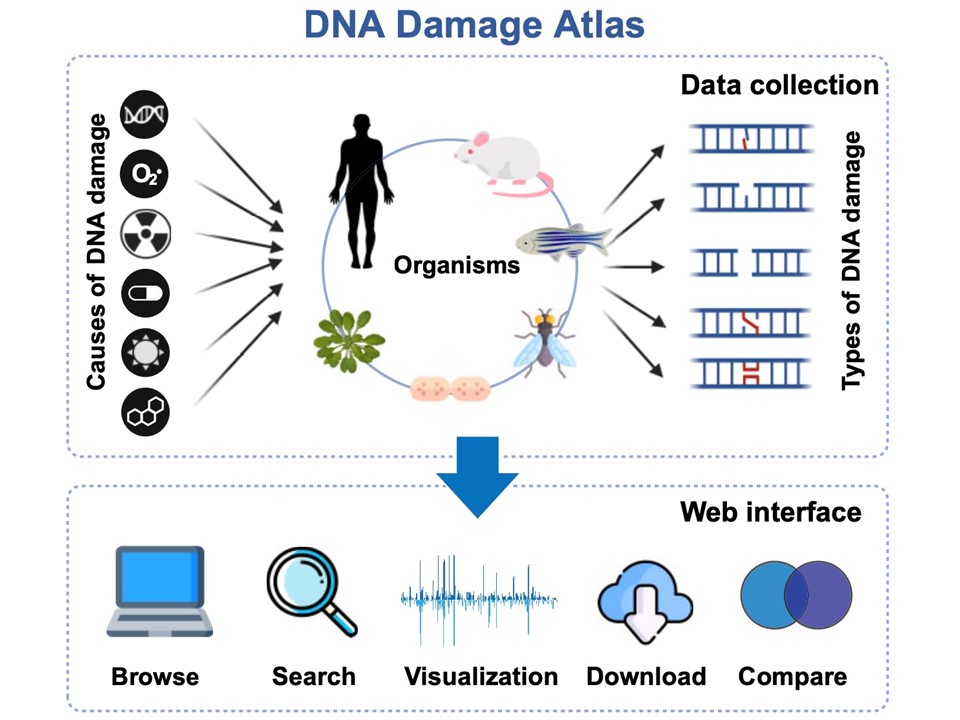 DNA Damage Atlas
Data collection
Causes of DNA damage
O₂•
Organisms
Types of DNA damage
Web interface
Browse
Search
Visualization
Download
Compare